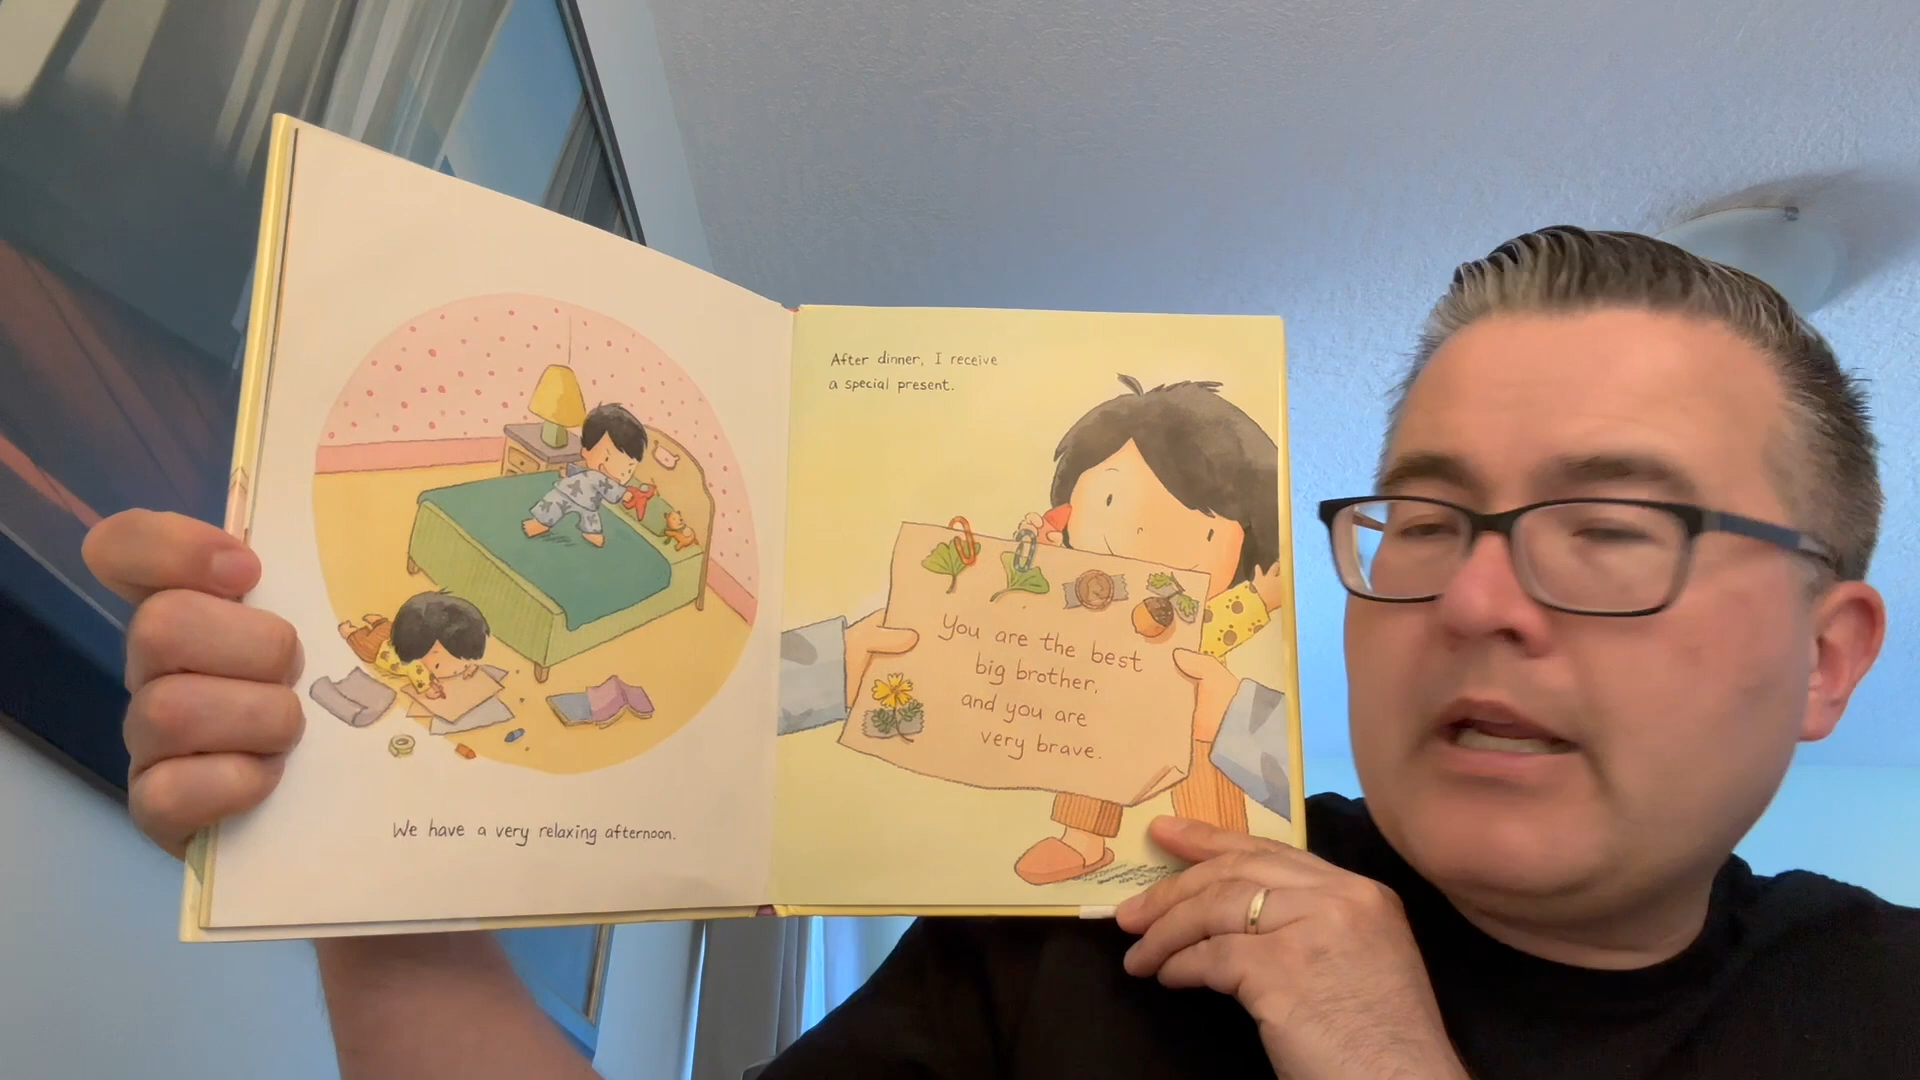 We have a very relaxing afternoon.
After dinner, I receive
a special present.
You are the best
big brother,
and you are
very brave.